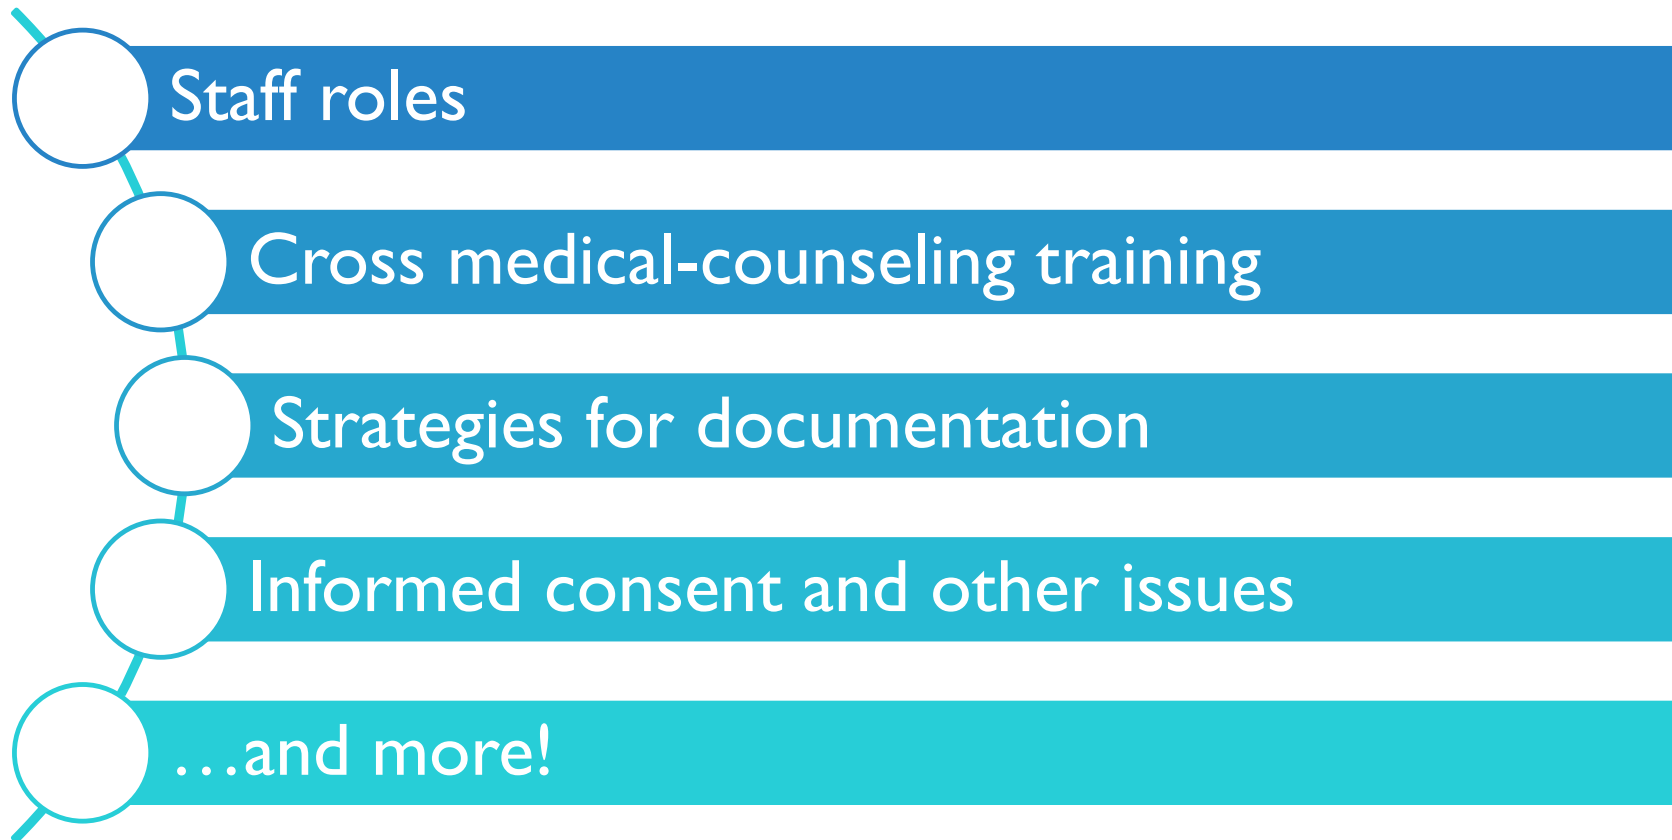 Staff roles
Cross medical-counseling training
Strategies for documentation
Informed consent and other issues
…and more!